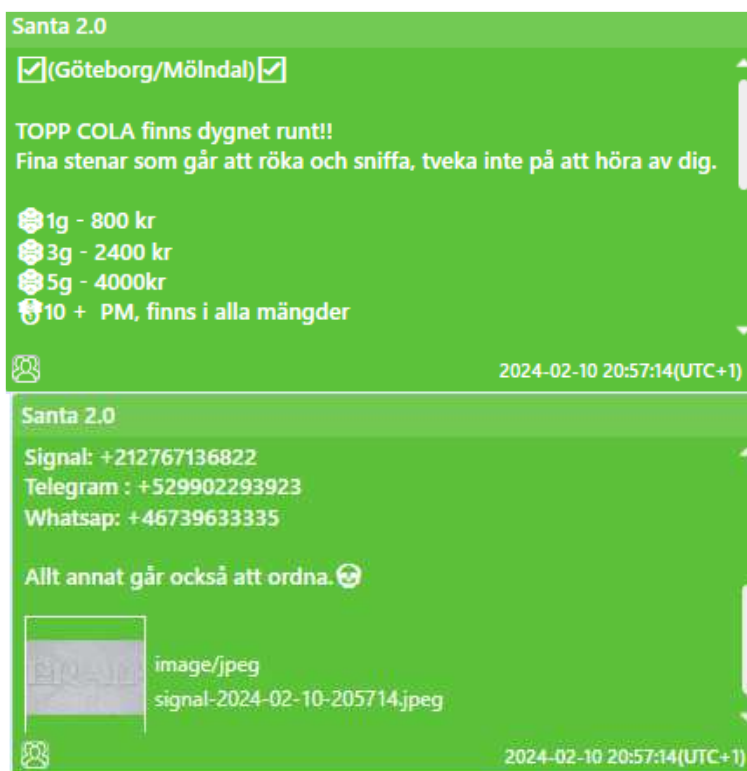 Santa 2.0
☑(Göteborg/Mölndal)☑
TOPP COLA finns dygnet runt!!
Fina stenar som går att röka och sniffa, tveka inte på att höra av dig.
1g - 800 kr
3g - 2400 kr
5g - 4000kr
10 + PM, finns i alla mängder
2024-02-10 20:57:14(UTC+1)
Santa 2.0
Signal: +212767136822
Telegram : +529902293923
Whatsap: +46739633335
Allt annat går också att ordna.
image/jpeg
signal-2024-02-10-205714.jpeg
2024-02-10 20:57:14(UTC+1)